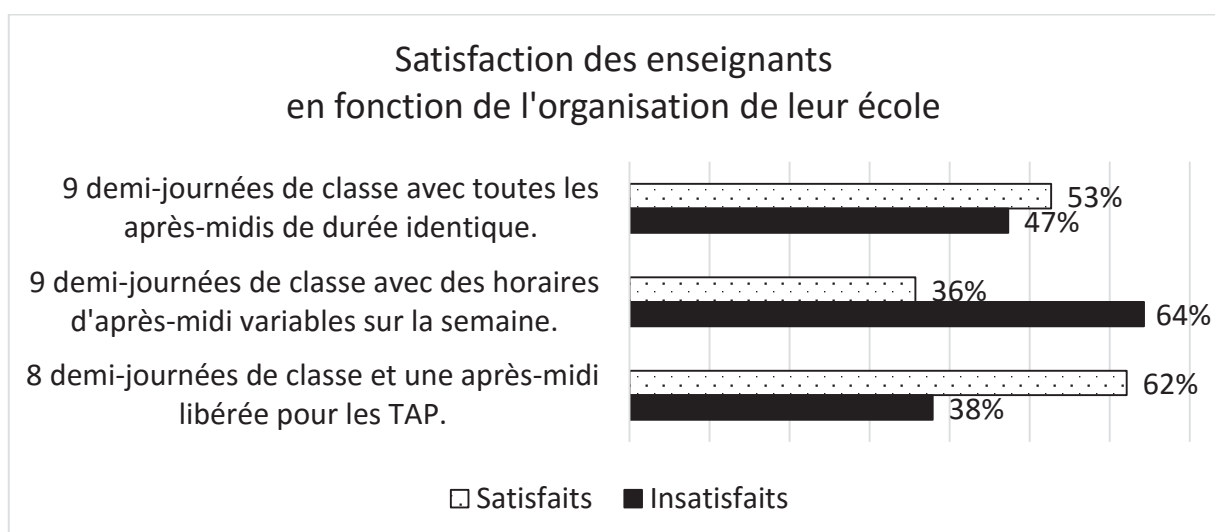 Satisfaction des enseignants
en fonction de l'organisation de leur école
9 demi-journées de classe avec toutes les
après-midis de durée identique.
53%
47%
9 demi-journées de classe avec des horaires
d'après-midi variables sur la semaine.
36%
64%
8 demi-journées de classe et une après-midi
libérée pour les TAP.
62%
38%
Satisfaits Insatisfaits